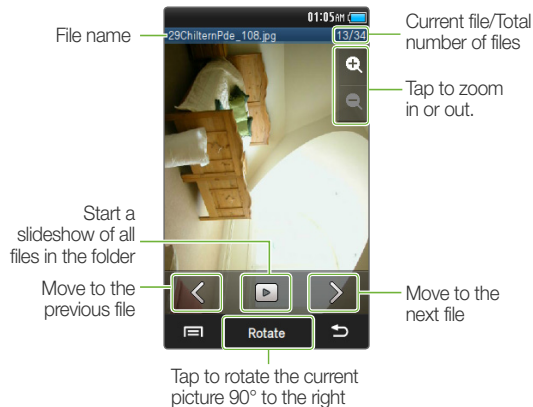 01:05 AM
File name
29ChilternPde_108.jpg
13/34
Current file/Total
number of files
Tap to zoom
in or out.
Start a
slideshow of all
files in the folder
Move to the
previous file
Move to the
next file
Rotate
Tap to rotate the current
picture 90° to the right